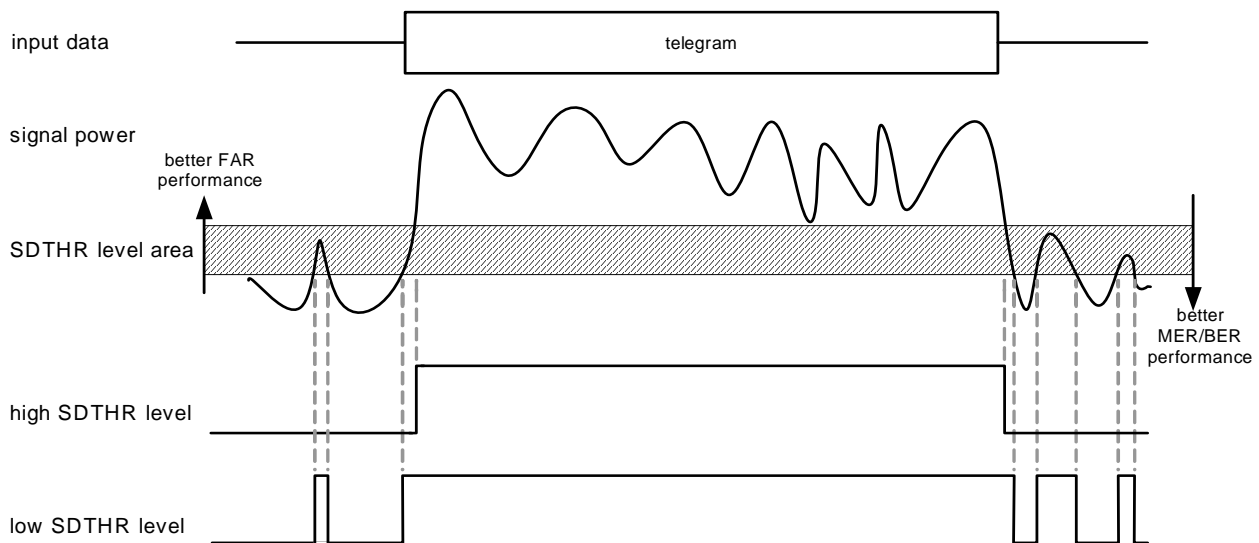 input data
telegram
signal power
better FAR
performance
SDTHR level area
better
MER/BER
performance
high SDTHR level
low SDTHR level